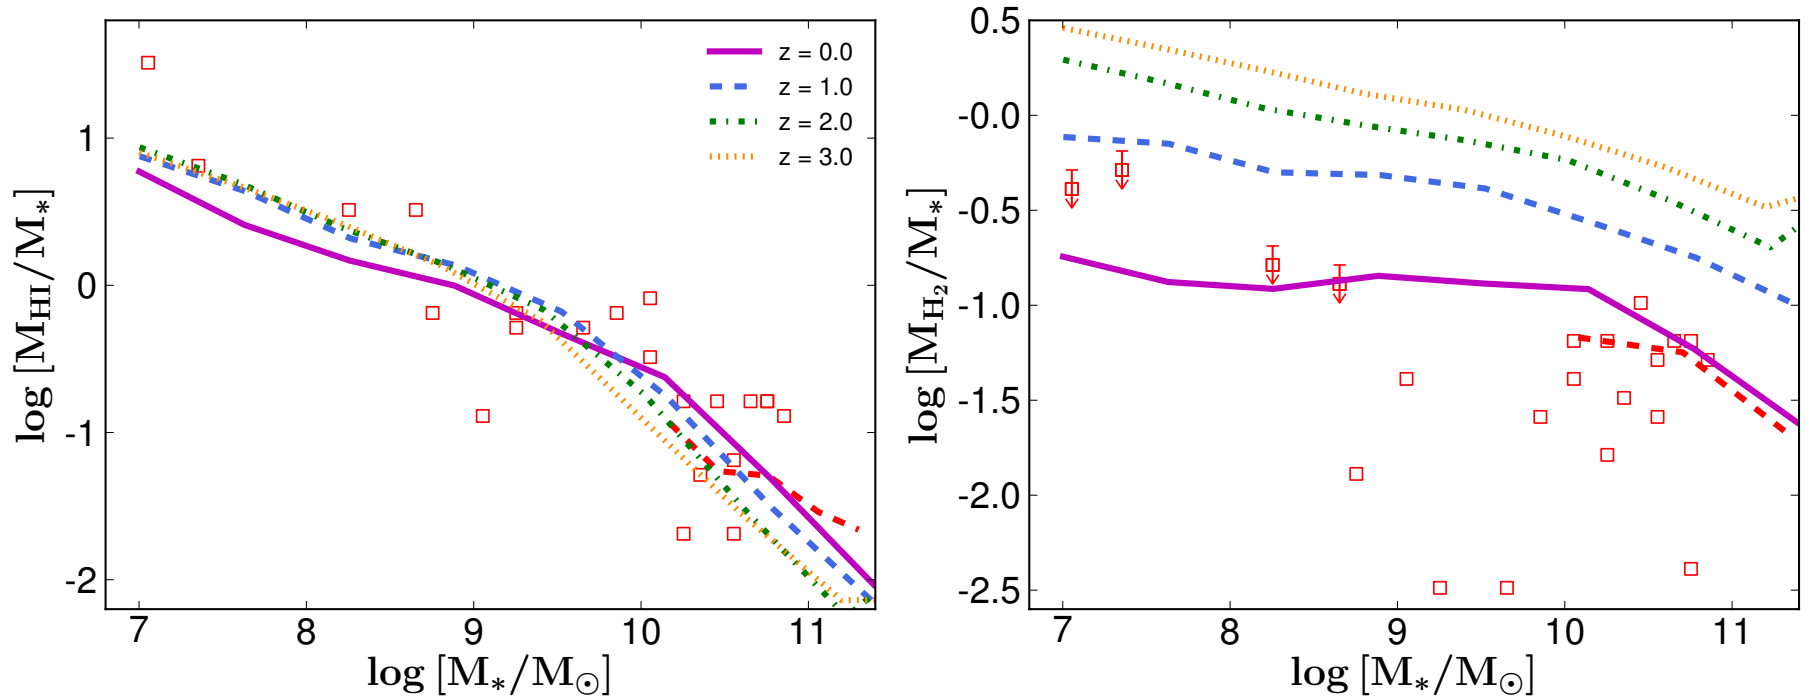 log [M_HI/M_*]
1
0
-1
-2
7 8 9 10 11
log [M_*/M_⊙]
z = 0.0
z = 1.0
z = 2.0
z = 3.0
log [M_H₂/M_*]
0.5
-0.0
-0.5
-1.0
-1.5
-2.0
-2.5
7 8 9 10 11
log [M_*/M_⊙]